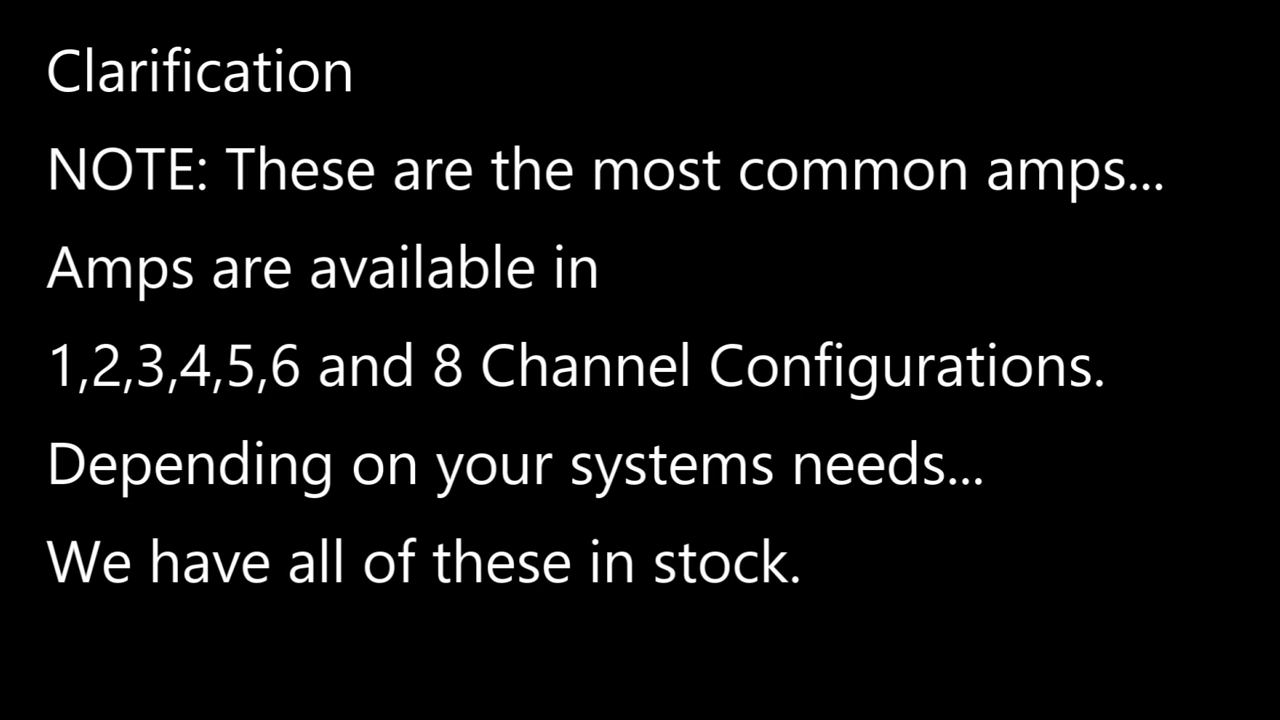 Clarification
NOTE: These are the most common amps...
Amps are available in
1,2,3,4,5,6 and 8 Channel Configurations.
Depending on your systems needs...
We have all of these in stock.